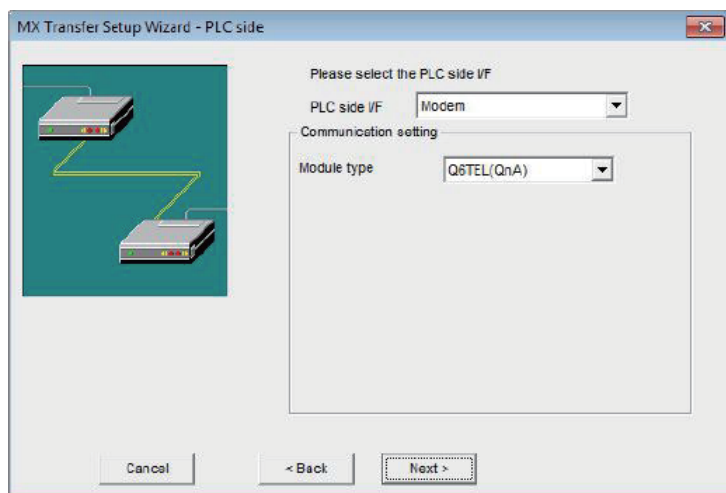 MX Transfer Setup Wizard - PLC side
Please select the PLC side I/F
PLC side I/F Modem
Communication setting
Module type Q6TEL(QnA)
Cancel < Back Next >